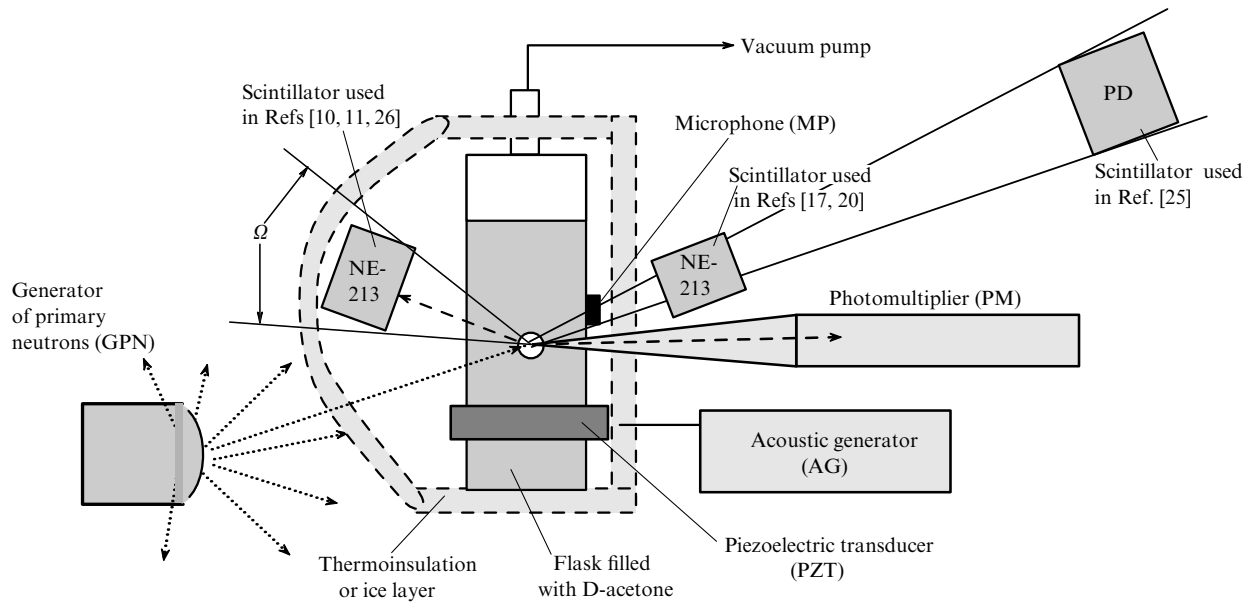 Vacuum pump
Scintillator used
in Refs [10, 11, 26]
Microphone (MP)
PD
Scintillator used
in Ref. [25]
Scintillator used
in Refs [17, 20]
Ω
NE-
213
NE-
213
Generator
of primary
neutrons (GPN)
Photomultiplier (PM)
Acoustic generator
(AG)
Piezoelectric transducer
(PZT)
Thermoinsulation
or ice layer
Flask filled
with D-acetone